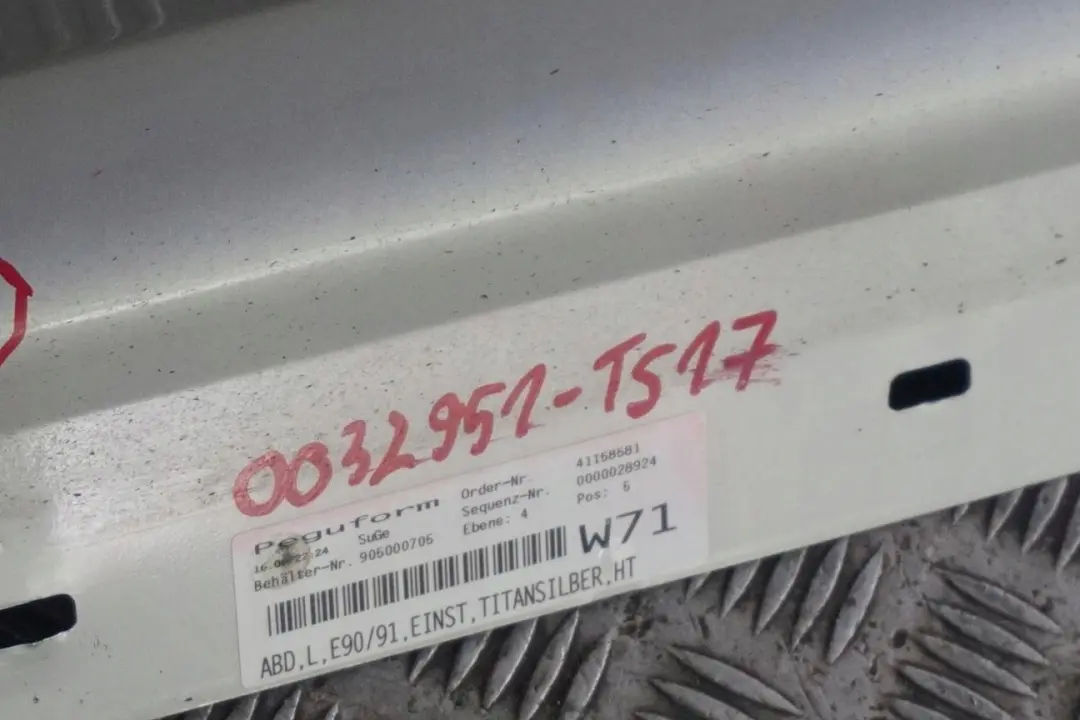 0032951-TS17
Peguform
Order-Nr. 41158681
SuGe
Sequenz-Nr. 0000028924
Behälter-Nr. 905000705
Ebene: 4 Pos: 6
W71
ABD,L,E90/91,EINST,TITANSILBER,HT